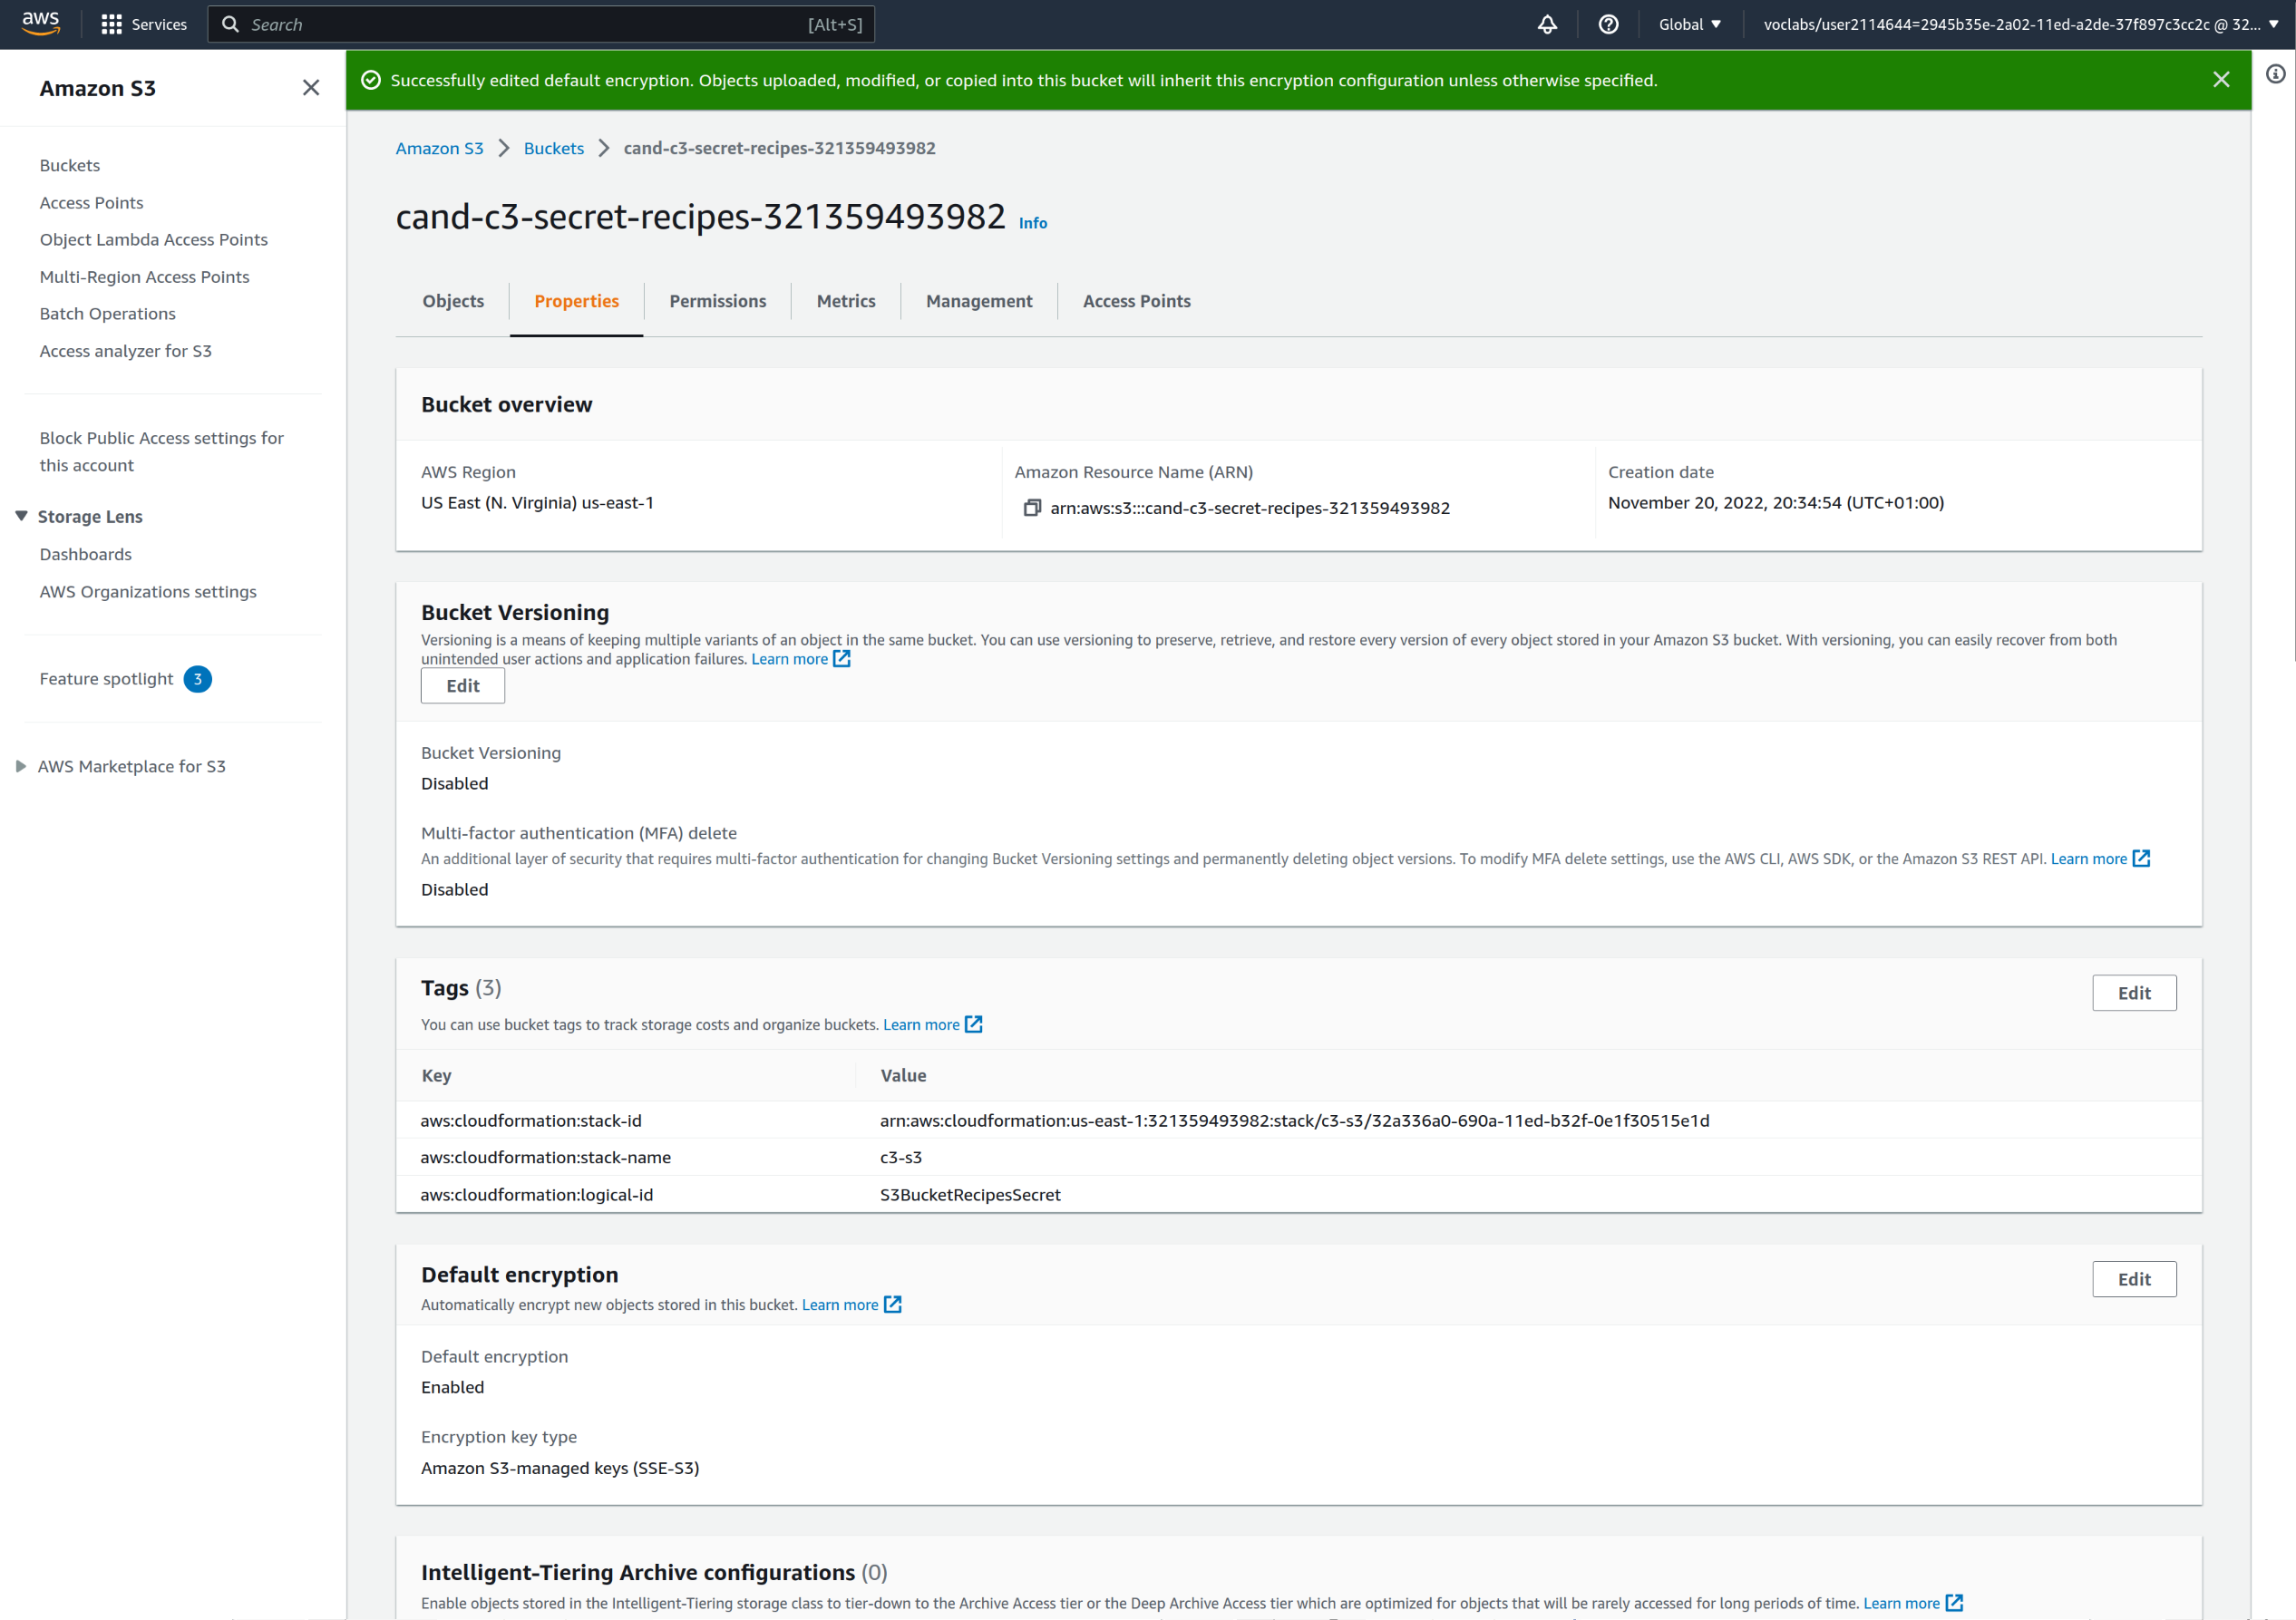 aws
Services
Search
[Alt+S]
Global
voclabs/user2114644=2945b35e-2a02-11ed-a2de-37f897c3cc2c @ 32...
Amazon S3
Buckets
Access Points
Object Lambda Access Points
Multi-Region Access Points
Batch Operations
Access analyzer for S3
Block Public Access settings for
this account
Storage Lens
Dashboards
AWS Organizations settings
Feature spotlight 3
AWS Marketplace for S3
Successfully edited default encryption. Objects uploaded, modified, or copied into this bucket will inherit this encryption configuration unless otherwise specified.
Amazon S3 > Buckets > cand-c3-secret-recipes-321359493982
cand-c3-secret-recipes-321359493982 Info
Objects
Properties
Permissions
Metrics
Management
Access Points
Bucket overview
AWS Region
US East (N. Virginia) us-east-1
Amazon Resource Name (ARN)
arn:aws:s3:::cand-c3-secret-recipes-321359493982
Creation date
November 20, 2022, 20:34:54 (UTC+01:00)
Bucket Versioning
Versioning is a means of keeping multiple variants of an object in the same bucket. You can use versioning to preserve, retrieve, and restore every version of every object stored in your Amazon S3 bucket. With versioning, you can easily recover from both
unintended user actions and application failures. Learn more
Edit
Bucket Versioning
Disabled
Multi-factor authentication (MFA) delete
An additional layer of security that requires multi-factor authentication for changing Bucket Versioning settings and permanently deleting object versions. To modify MFA delete settings, use the AWS CLI, AWS SDK, or the Amazon S3 REST API. Learn more
Disabled
Tags (3)
Edit
You can use bucket tags to track storage costs and organize buckets. Learn more
Key Value
aws:cloudformation:stack-id arn:aws:cloudformation:us-east-1:321359493982:stack/c3-s3/32a336a0-690a-11ed-b32f-0e1f30515e1d
aws:cloudformation:stack-name c3-s3
aws:cloudformation:logical-id S3BucketRecipesSecret
Default encryption
Edit
Automatically encrypt new objects stored in this bucket. Learn more
Default encryption
Enabled
Encryption key type
Amazon S3-managed keys (SSE-S3)
Intelligent-Tiering Archive configurations (0)
Enable objects stored in the Intelligent-Tiering storage class to tier-down to the Archive Access tier or the Deep Archive Access tier which are optimized for objects that will be rarely accessed for long periods of time. Learn more